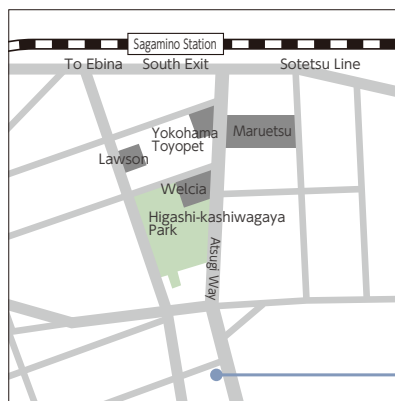 Sagamino Station
To Ebina
South Exit
Sotetsu Line
Yokohama
Toyopet
Maruetsu
Lawson
Welcia
Higashi-kashiwagaya
Park
Atsugi Way